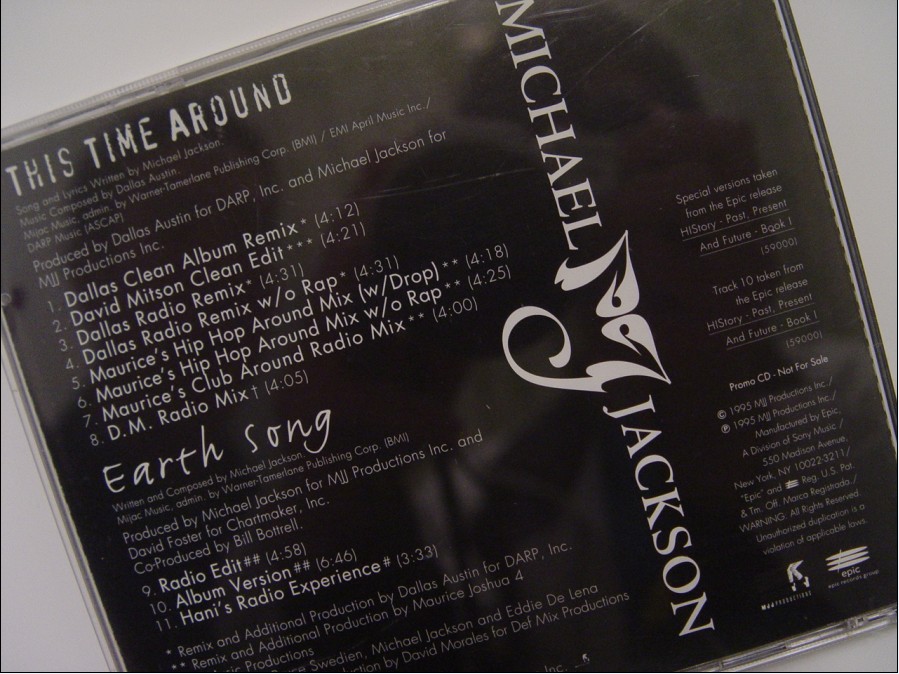 THIS TIME AROUND
Song and Lyrics Written by Michael Jackson.
Music Composed by Dallas Austin.
Mijac Music, admin. by Warner-Tamerlane Publishing Corp. (BMI) / EMI April Music Inc./
DARP Music (ASCAP)
Produced by Dallas Austin for DARP, Inc. and Michael Jackson for
MJJ Productions Inc.
1. Dallas Clean Album Remix* (4:12)
2. David Mitson Clean Edit*** (4:21)
3. Dallas Radio Remix* (4:31)
4. Dallas Radio Remix w/o Rap* (4:31)
5. Maurice's Hip Hop Around Mix (w/Drop)** (4:18)
6. Maurice's Hip Hop Around Mix w/o Rap** (4:25)
7. Maurice's Club Around Radio Mix** (4:00)
8. D.M. Radio Mix† (4:05)
Earth Song
Written and Composed by Michael Jackson.
Mijac Music, admin. by Warner-Tamerlane Publishing Corp. (BMI)
Produced by Michael Jackson for MJJ Productions Inc. and
David Foster for Chartmaker, Inc.
Co-Produced by Bill Bottrell.
9. Radio Edit## (4:58)
10. Album Version## (6:46)
11. Hani's Radio Experience# (3:33)
* Remix and Additional Production by Dallas Austin for DARP, Inc.
** Remix and Additional Production by Maurice Joshua 4
Music Productions
Swedien, Michael Jackson and Eddie De Lena
by David Morales for Def Mix Productions
Inc.
MICHAEL
JACKSON
Special versions taken
from the Epic release
HIStory - Past, Present
And Future - Book I
(59000)
Track 10 taken from
the Epic release
HIStory - Past, Present
And Future - Book I
(59000)
Promo CD - Not For Sale
© 1995 MJJ Productions Inc./
℗ 1995 MJJ Productions Inc./
Manufactured by Epic,
A Division of Sony Music /
550 Madison Avenue,
New York, NY 10022-3211/
"Epic" and Reg. U.S. Pat.
& Tm. Off. Marca Registrada./
WARNING: All Rights Reserved.
Unauthorized duplication is a
violation of applicable laws.
MJJ PRODUCTIONS
epic
epic records group